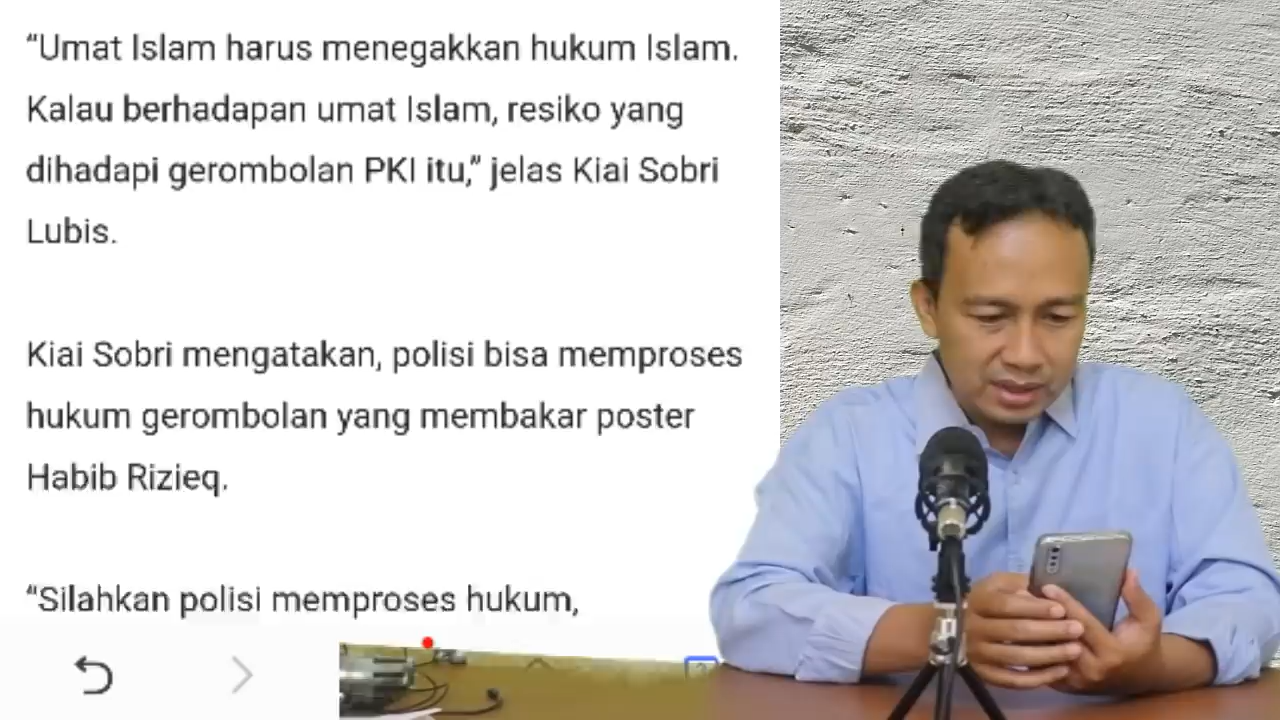 “Umat Islam harus menegakkan hukum Islam.
Kalau berhadapan umat Islam, resiko yang
dihadapi gerombolan PKI itu,” jelas Kiai Sobri
Lubis.
Kiai Sobri mengatakan, polisi bisa memproses
hukum gerombolan yang membakar poster
Habib Rizieq.
“Silahkan polisi memproses hukum,